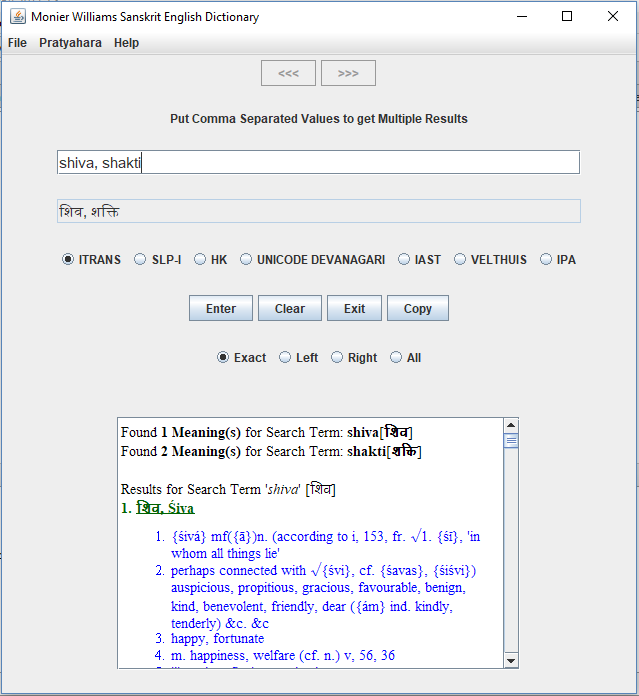 Monier Williams Sanskrit English Dictionary
File Pratyahara Help
<<< >>>
Put Comma Separated Values to get Multiple Results
shiva, shakti
शिव, शक्ति
ITRANS SLP-I HK UNICODE DEVANAGARI IAST VELTHUIS IPA
Enter Clear Exit Copy
Exact Left Right All
Found 1 Meaning(s) for Search Term: shiva[शिव]
Found 2 Meaning(s) for Search Term: shakti[शक्ति]
Results for Search Term 'shiva' [शिव]
1. शिव, Śiva
1. {śivá} mf({ā})n. (according to i, 153, fr. √1. {śī}, 'in
whom all things lie'
2. perhaps connected with √{śvi}, cf. {śavas}, {śiśvi})
auspicious, propitious, gracious, favourable, benign,
kind, benevolent, friendly, dear ({ám} ind. kindly,
tenderly) &c. &c
3. happy, fortunate
4. m. happiness, welfare (cf. n.) v, 56, 36